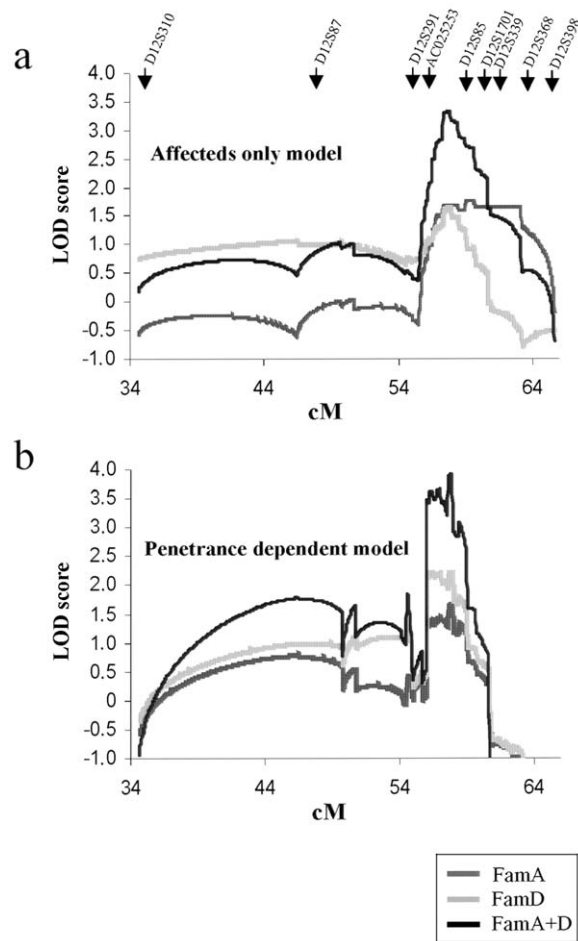 D12S310
D12S87
D12S291
AC025253
D12S85
D12S1701
D12S339
D12S368
D12S398
a
4.0
3.5
3.0
2.5
2.0
1.5
1.0
0.5
0
-0.5
-1.0
LOD score
Affecteds only model
34 44 54 64
cM
b
4.0
3.5
3.0
2.5
2.0
1.5
1.0
0.5
0
-0.5
-1.0
LOD score
Penetrance dependent model
34 44 54 64
cM
FamA
FamD
FamA+D